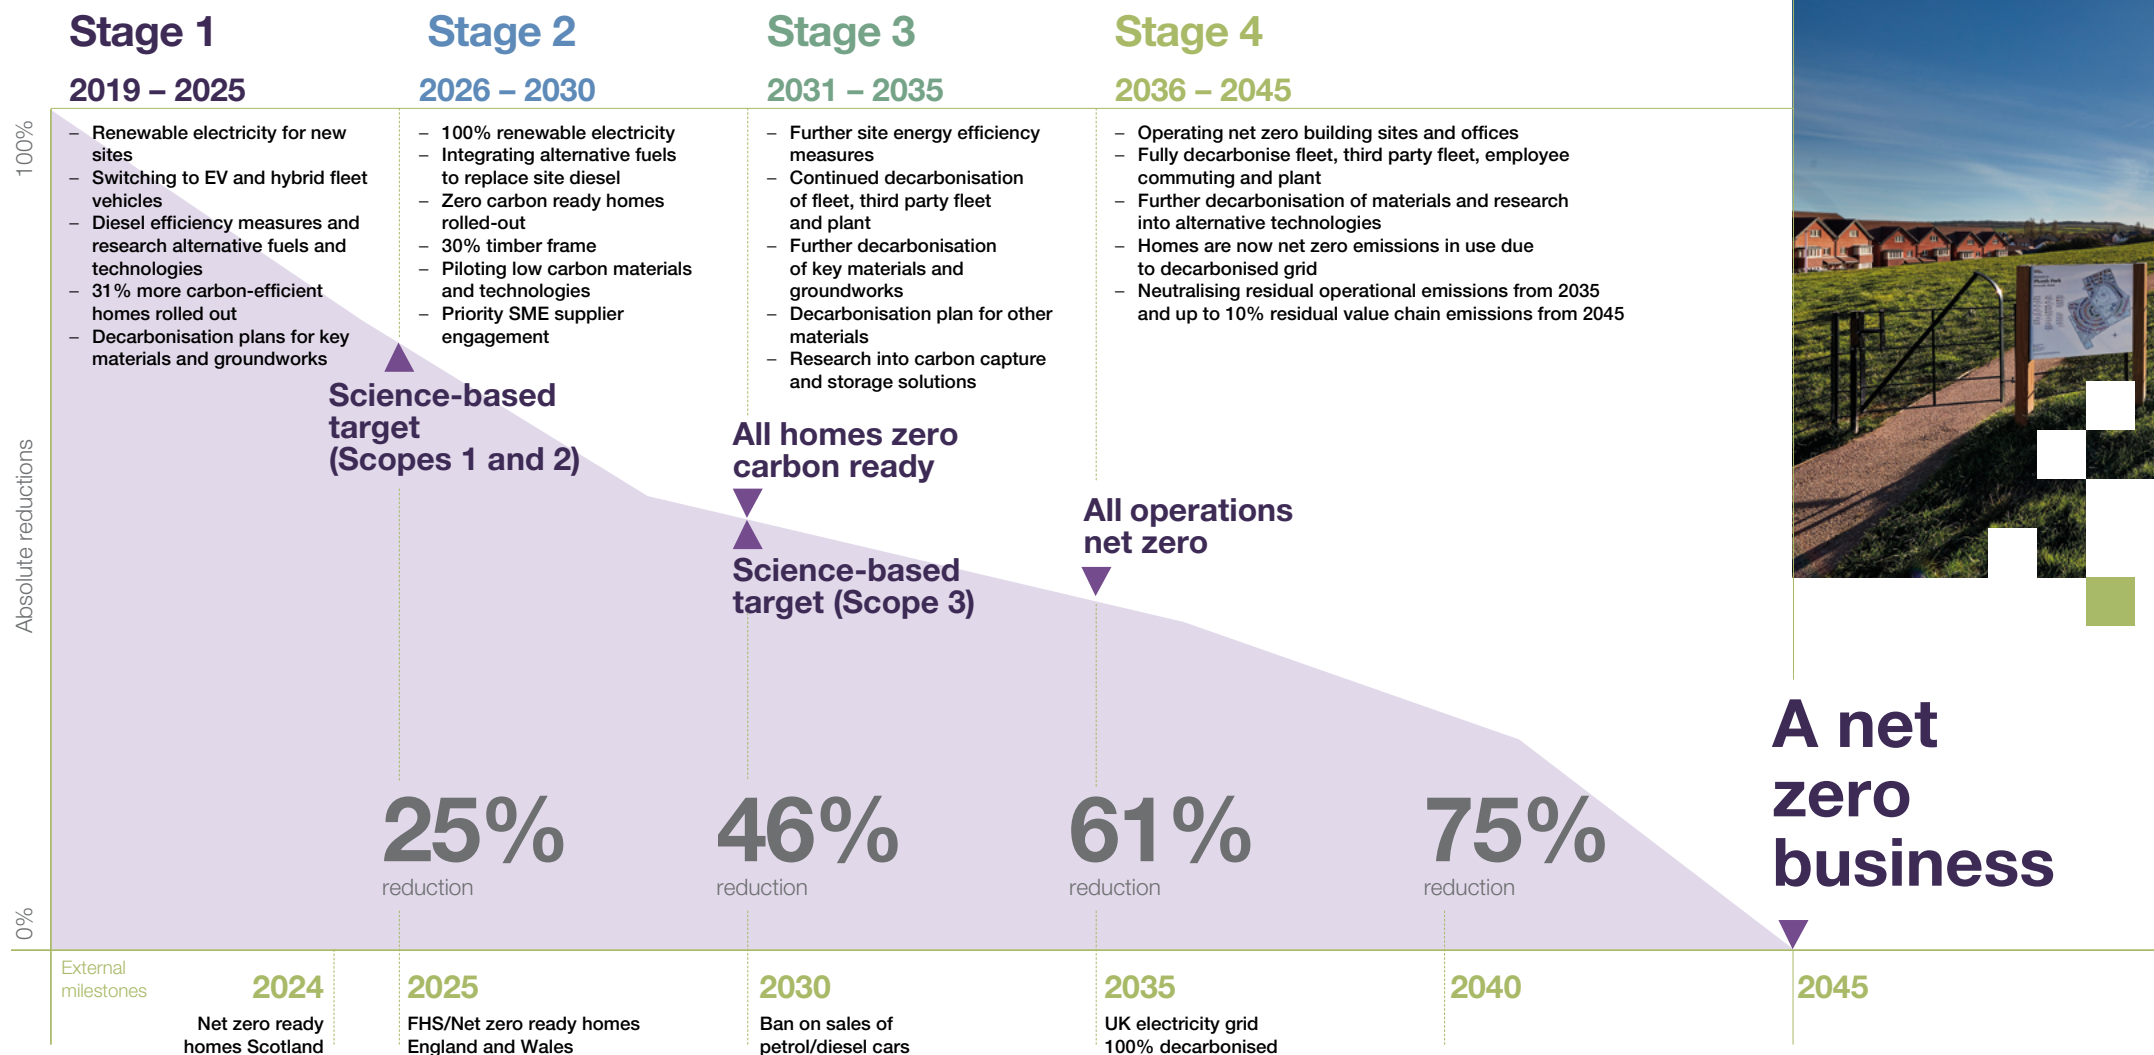 Stage 1
2019 – 2025
– Renewable electricity for new
sites
– Switching to EV and hybrid fleet
vehicles
– Diesel efficiency measures and
research alternative fuels and
technologies
– 31% more carbon-efficient
homes rolled out
– Decarbonisation plans for key
materials and groundworks
Stage 2
2026 – 2030
– 100% renewable electricity
– Integrating alternative fuels
to replace site diesel
– Zero carbon ready homes
rolled-out
– 30% timber frame
– Piloting low carbon materials
and technologies
– Priority SME supplier
engagement
Stage 3
2031 – 2035
– Further site energy efficiency
measures
– Continued decarbonisation
of fleet, third party fleet
and plant
– Further decarbonisation
of key materials and
groundworks
– Decarbonisation plan for other
materials
– Research into carbon capture
and storage solutions
Stage 4
2036 – 2045
– Operating net zero building sites and offices
– Fully decarbonise fleet, third party fleet, employee
commuting and plant
– Further decarbonisation of materials and research
into alternative technologies
– Homes are now net zero emissions in use due
to decarbonised grid
– Neutralising residual operational emissions from 2035
and up to 10% residual value chain emissions from 2045
100%
Absolute reductions
0%
Science-based
target
(Scopes 1 and 2)
All homes zero
carbon ready
Science-based
target (Scope 3)
All operations
net zero
25%
reduction
46%
reduction
61%
reduction
75%
reduction
A net
zero
business
External
milestones
2024
Net zero ready
homes Scotland
2025
FHS/Net zero ready homes
England and Wales
2030
Ban on sales of
petrol/diesel cars
2035
UK electricity grid
100% decarbonised
2040
2045